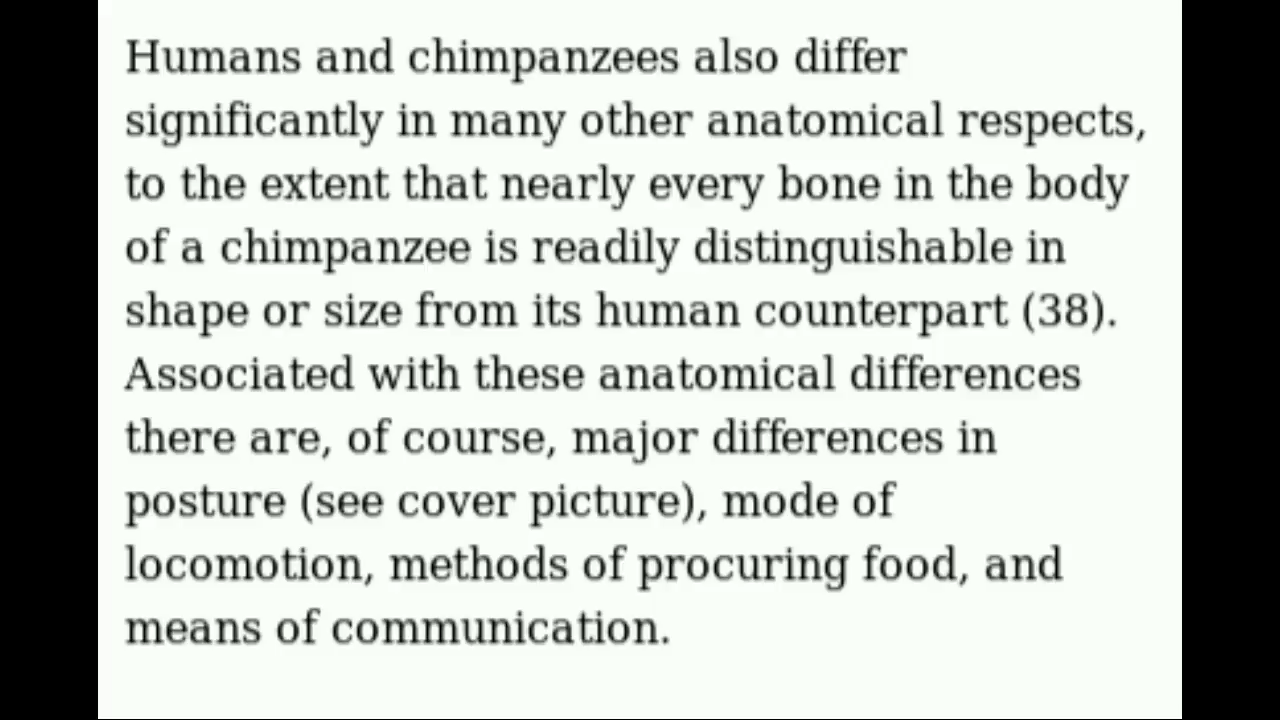 Humans and chimpanzees also differ
significantly in many other anatomical respects,
to the extent that nearly every bone in the body
of a chimpanzee is readily distinguishable in
shape or size from its human counterpart (38).
Associated with these anatomical differences
there are, of course, major differences in
posture (see cover picture), mode of
locomotion, methods of procuring food, and
means of communication.